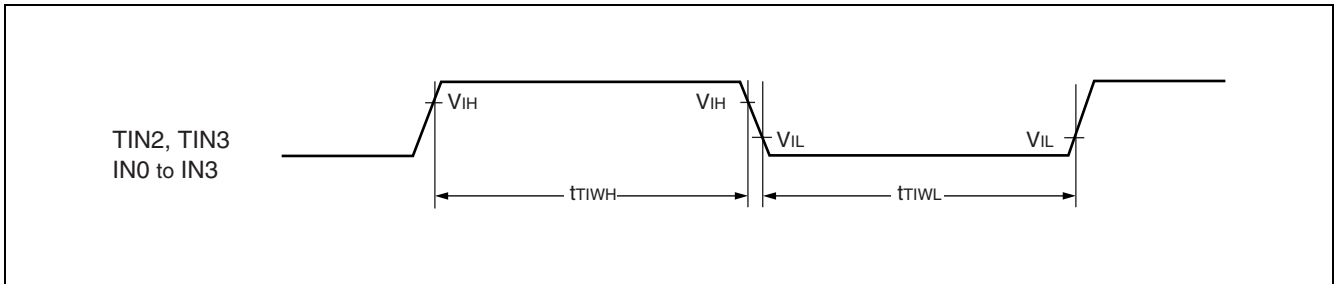 VIH
VIH
TIN2, TIN3
IN0 to IN3
VIL
VIL
tTIWH
tTIWL